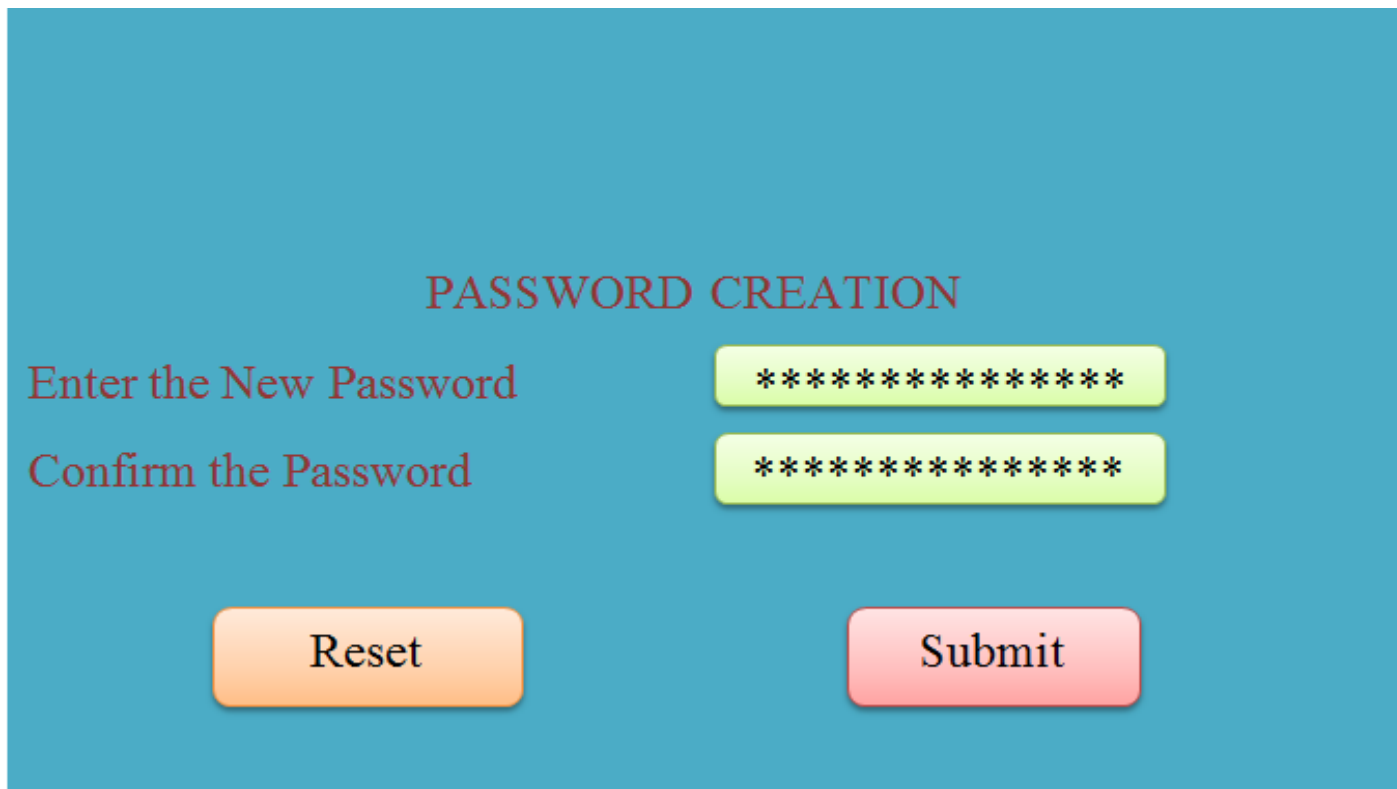 PASSWORD CREATION
Enter the New Password ***************
Confirm the Password ***************
Reset Submit